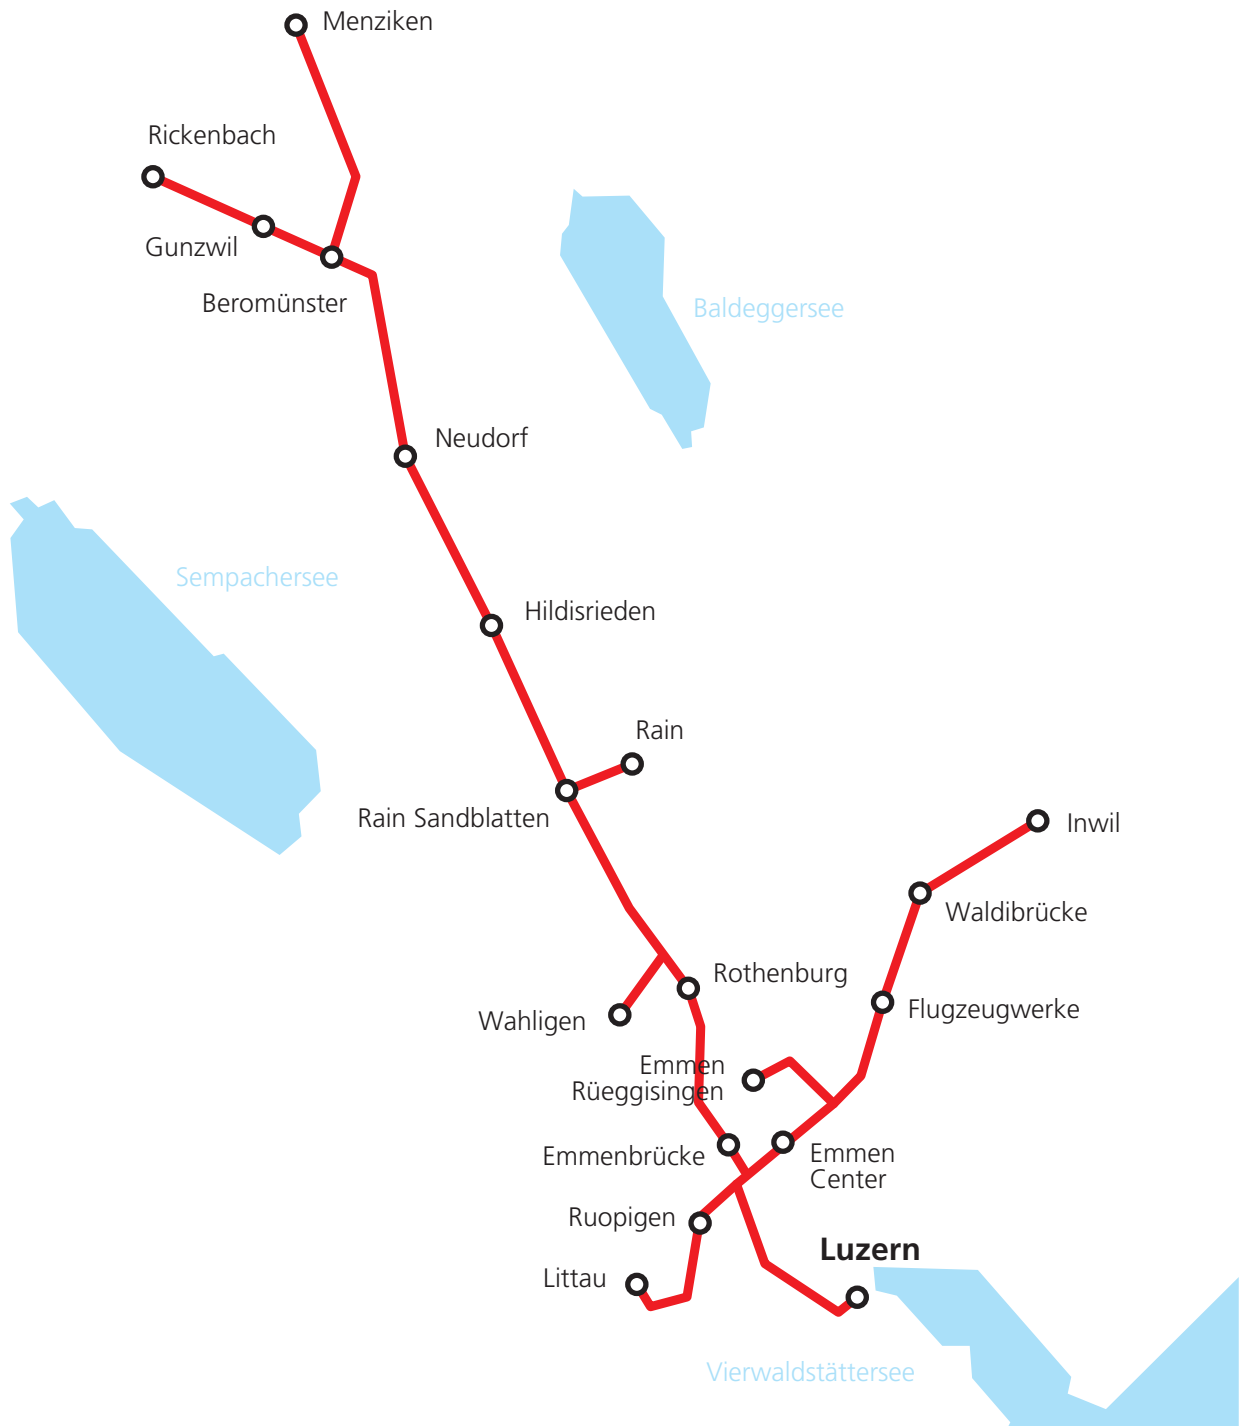 Menziken
Rickenbach
Gunzwil
Beromünster
Baldeggersee
Neudorf
Sempachersee
Hildisrieden
Rain
Rain Sandblatten
Inwil
Waldibrücke
Rothenburg
Flugzeugwerke
Wahligen
Emmen
Rüeggisingen
Emmenbrücke
Emmen
Center
Ruopigen
Luzern
Littau
Vierwaldstättersee